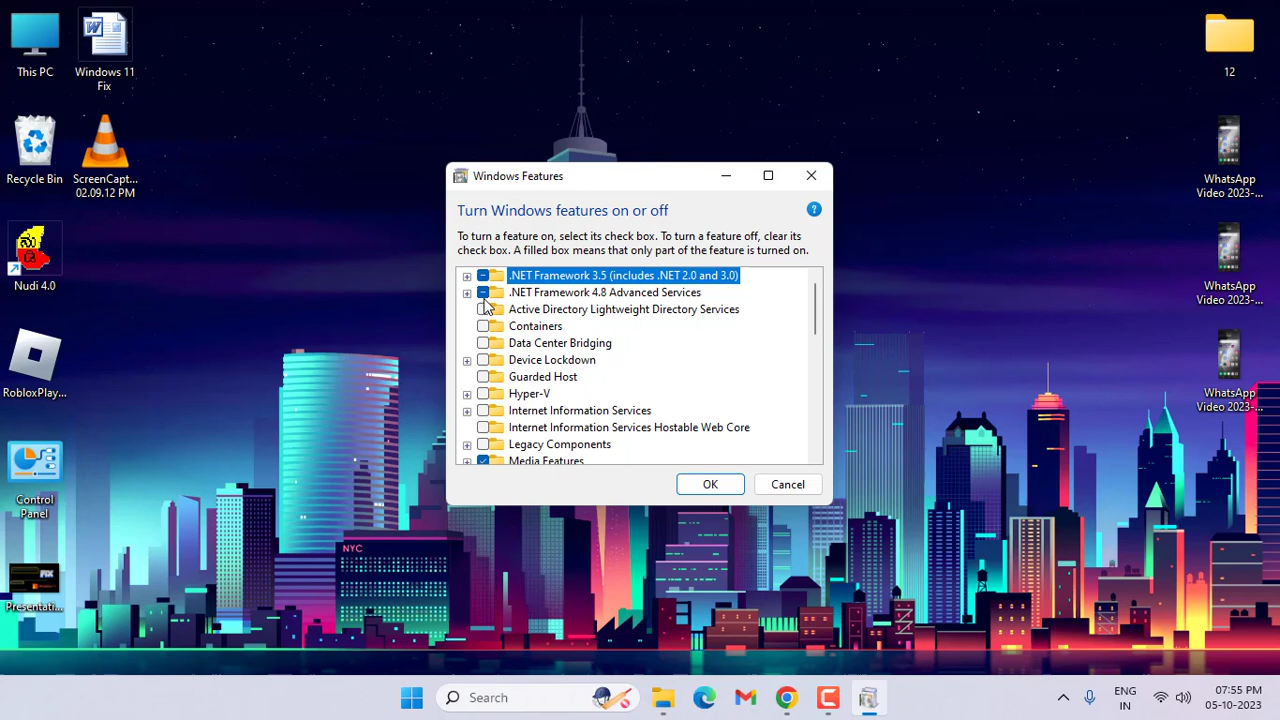 This PC
Windows 11
Fix
Recycle Bin
ScreenCapt...
02.09.12 PM
Nudi 4.0
RobloxPlay...
Control
Panel
Presentati...
12
WhatsApp
Video 2023-...
WhatsApp
Video 2023-...
WhatsApp
Video 2023-...
Windows Features
Turn Windows features on or off
To turn a feature on, select its check box. To turn a feature off, clear its
check box. A filled box means that only part of the feature is turned on.
.NET Framework 3.5 (includes .NET 2.0 and 3.0)
.NET Framework 4.8 Advanced Services
Active Directory Lightweight Directory Services
Containers
Data Center Bridging
Device Lockdown
Guarded Host
Hyper-V
Internet Information Services
Internet Information Services Hostable Web Core
Legacy Components
Media Features
OK
Cancel
NYC
Search
ENG
IN
07:55 PM
05-10-2023